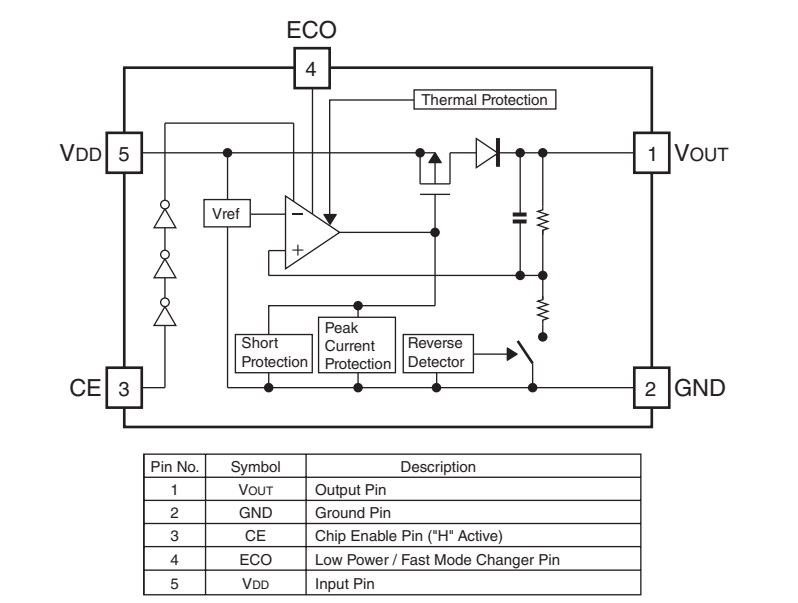 ECO
4
Thermal Protection
VDD 5
1 VOUT
Vref
−
+
Short
Protection
Peak
Current
Protection
Reverse
Detector
CE 3
2 GND
Pin No. Symbol Description
1 VOUT Output Pin
2 GND Ground Pin
3 CE Chip Enable Pin ("H" Active)
4 ECO Low Power / Fast Mode Changer Pin
5 VDD Input Pin